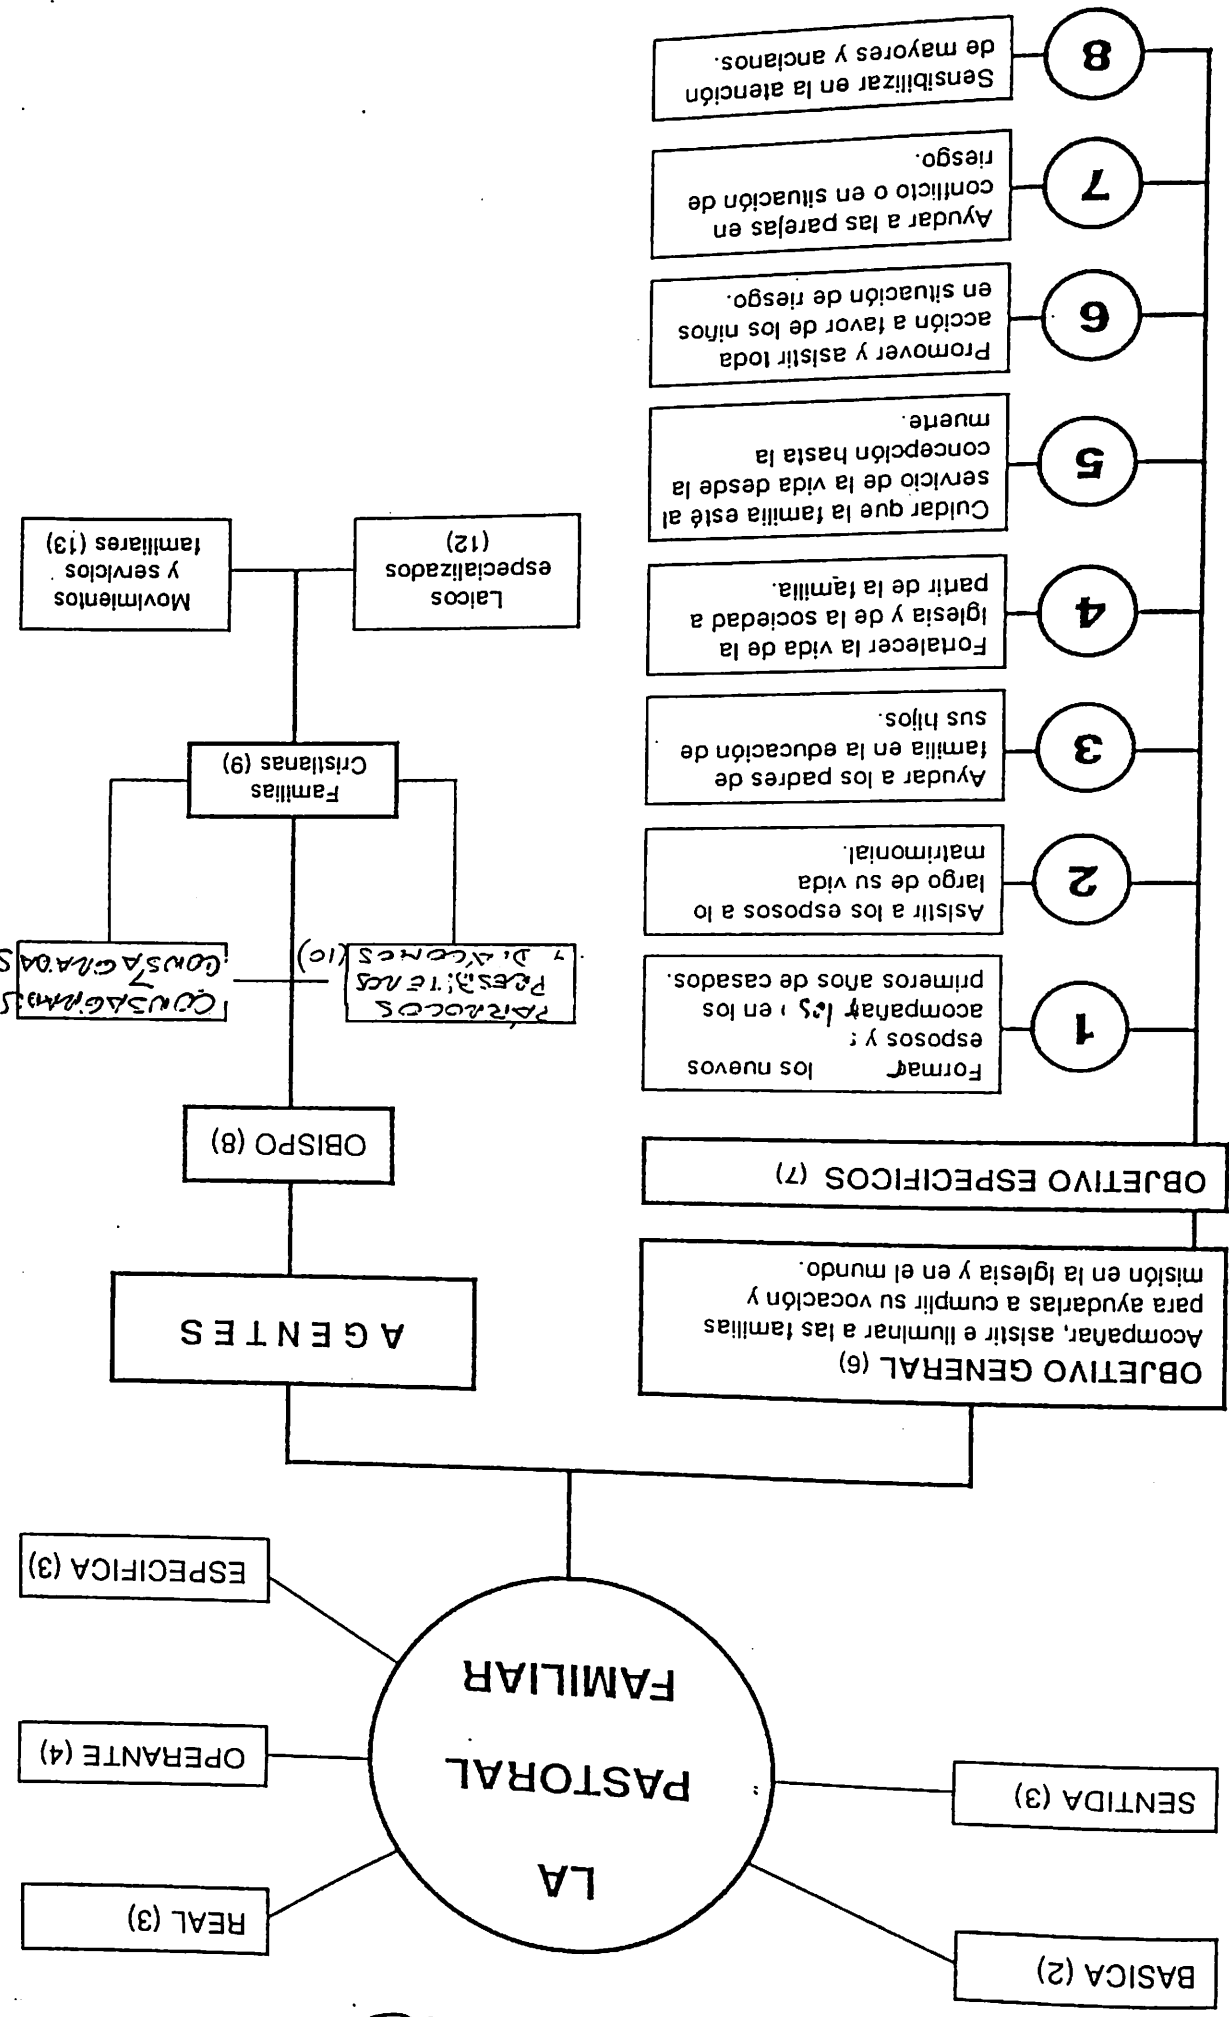 BASICA (2)
SENTIDA (3)
LA
PASTORAL
FAMILIAR
REAL (3)
OPERANTE (4)
ESPECIFICA (3)
OBJETIVO GENERAL (6)
Acompañar, asistir e iluminar a las familias
para ayudarlas a cumplir su vocación y
misión en la Iglesia y en el mundo.
OBJETIVO ESPECIFICOS (7)
1
Formar los nuevos
esposos y
acompañar los en los
primeros años de casados.
2
Asistir a los esposos a lo
largo de su vida
matrimonial.
3
Ayudar a los padres de
familia en la educación de
sus hijos.
4
Fortalecer la vida de la
Iglesia y de la sociedad a
partir de la familia.
5
Cuidar que la familia esté al
servicio de la vida desde la
concepción hasta la
muerte.
6
Promover y asistir toda
acción a favor de los niños
en situación de riesgo.
7
Ayudar a las parejas en
conflicto o en situación de
riesgo.
8
Sensibilizar en la atención
de mayores y ancianos.
AGENTES
OBISPO (8)
PÁRROCOS
PRESBITEROS
Y DIÁCONOS (10)
CONSAGRADOS
Y
CONSAGRADAS
Familias
Cristianas (9)
Laicos
especializados
(12)
Movimientos
y servicios
familiares (13)